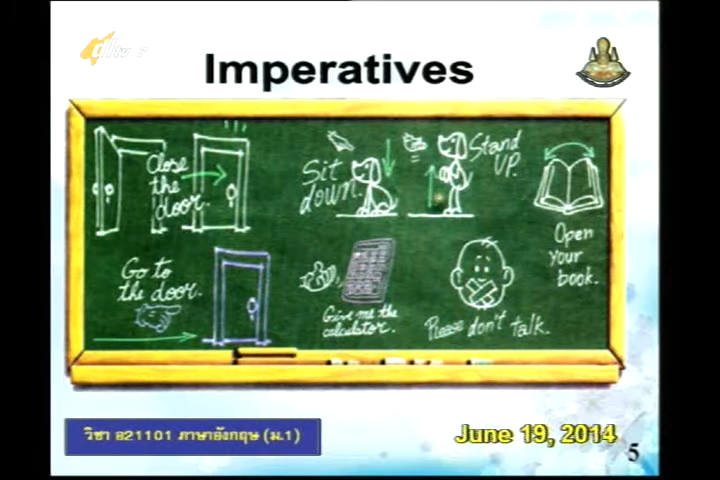 Imperatives
Close
the
door.
Sit
down.
Stand
UP.
Open
your
book.
Go to
the door.
Give me the
calculator.
Please don't talk.
วิชา อ21101 ภาษาอังกฤษ (ม.1)
June 19, 2014
5